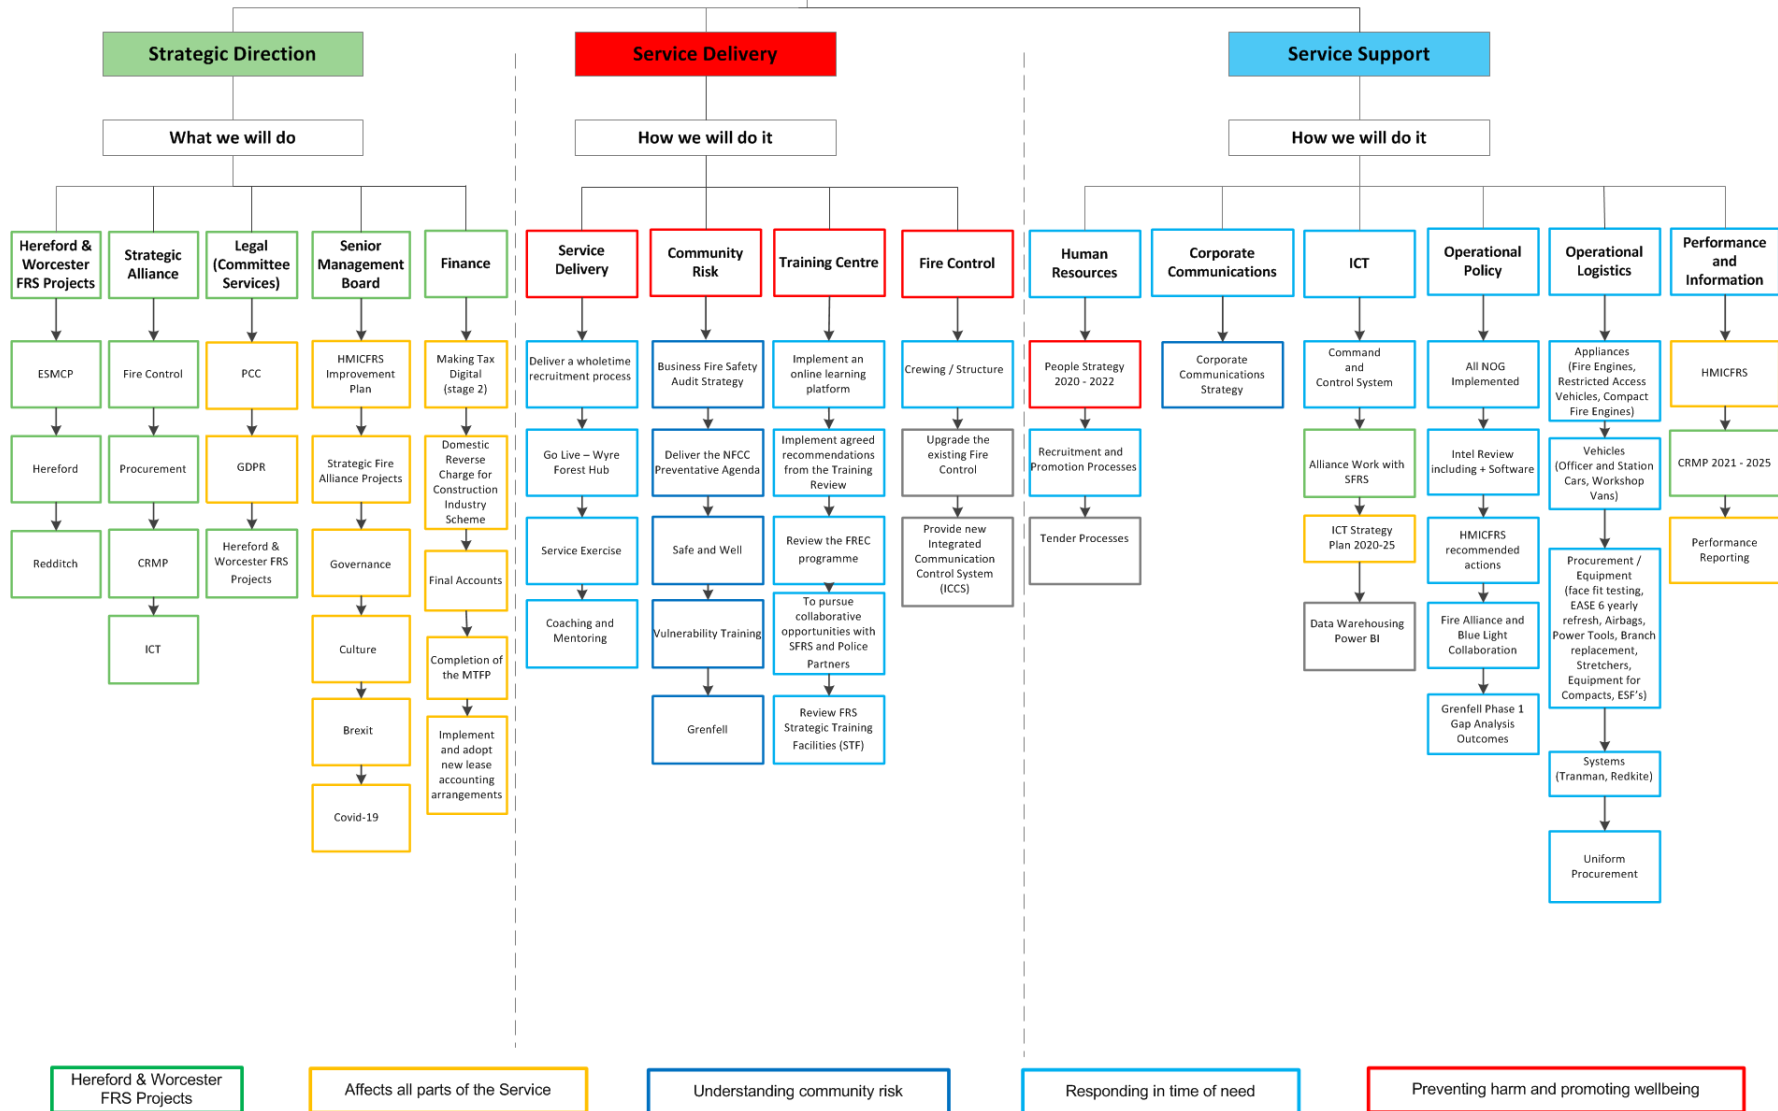 Strategic Direction
Service Delivery
Service Support
What we will do
How we will do it
How we will do it
Hereford &
Worcester
FRS Projects
Strategic
Alliance
Legal
(Committee
Services)
Senior
Management
Board
Finance
Service
Delivery
Community
Risk
Training Centre
Fire Control
Human
Resources
Corporate
Communications
ICT
Operational
Policy
Operational
Logistics
Performance
and
Information
ESMCP
Hereford
Redditch
Fire Control
Procurement
CRMP
ICT
PCC
GDPR
Hereford &
Worcester FRS
Projects
HMICFRS
Improvement
Plan
Strategic Fire
Alliance Projects
Governance
Culture
Brexit
Covid-19
Making Tax
Digital
(stage 2)
Domestic
Reverse
Charge for
Construction
Industry
Scheme
Final Accounts
Completion of
the MTFP
Implement
and adopt
new lease
accounting
arrangements
Deliver a wholetime
recruitment process
Go Live – Wyre
Forest Hub
Service Exercise
Coaching and
Mentoring
Business Fire Safety
Audit Strategy
Deliver the NFCC
Preventative Agenda
Safe and Well
Vulnerability Training
Grenfell
Implement an
online learning
platform
Implement agreed
recommendations
from the Training
Review
Review the FREC
programme
To pursue
collaborative
opportunities with
SFRS and Police
Partners
Review FRS
Strategic Training
Facilities (STF)
Crewing / Structure
Upgrade the
existing Fire
Control
Provide new
Integrated
Communication
Control System
(ICCS)
People Strategy
2020 - 2022
Recruitment and
Promotion Processes
Tender Processes
Corporate
Communications
Strategy
Command
and
Control System
Alliance Work with
SFRS
ICT Strategy
Plan 2020-25
Data Warehousing
Power BI
All NOG
Implemented
Intel Review
including + Software
HMICFRS
recommended
actions
Fire Alliance and
Blue Light
Collaboration
Grenfell Phase 1
Gap Analysis
Outcomes
Appliances
(Fire Engines,
Restricted Access
Vehicles, Compact
Fire Engines)
Vehicles
(Officer and Station
Cars, Workshop
Vans)
Procurement /
Equipment
(face fit testing,
EASE 6 yearly
refresh, Airbags,
Power Tools, Branch
replacement,
Stretchers,
Equipment for
Compacts, ESF's)
Systems
(Tranman, Redkite)
Uniform
Procurement
HMICFRS
CRMP 2021 - 2025
Performance
Reporting
Hereford & Worcester
FRS Projects
Affects all parts of the Service
Understanding community risk
Responding in time of need
Preventing harm and promoting wellbeing